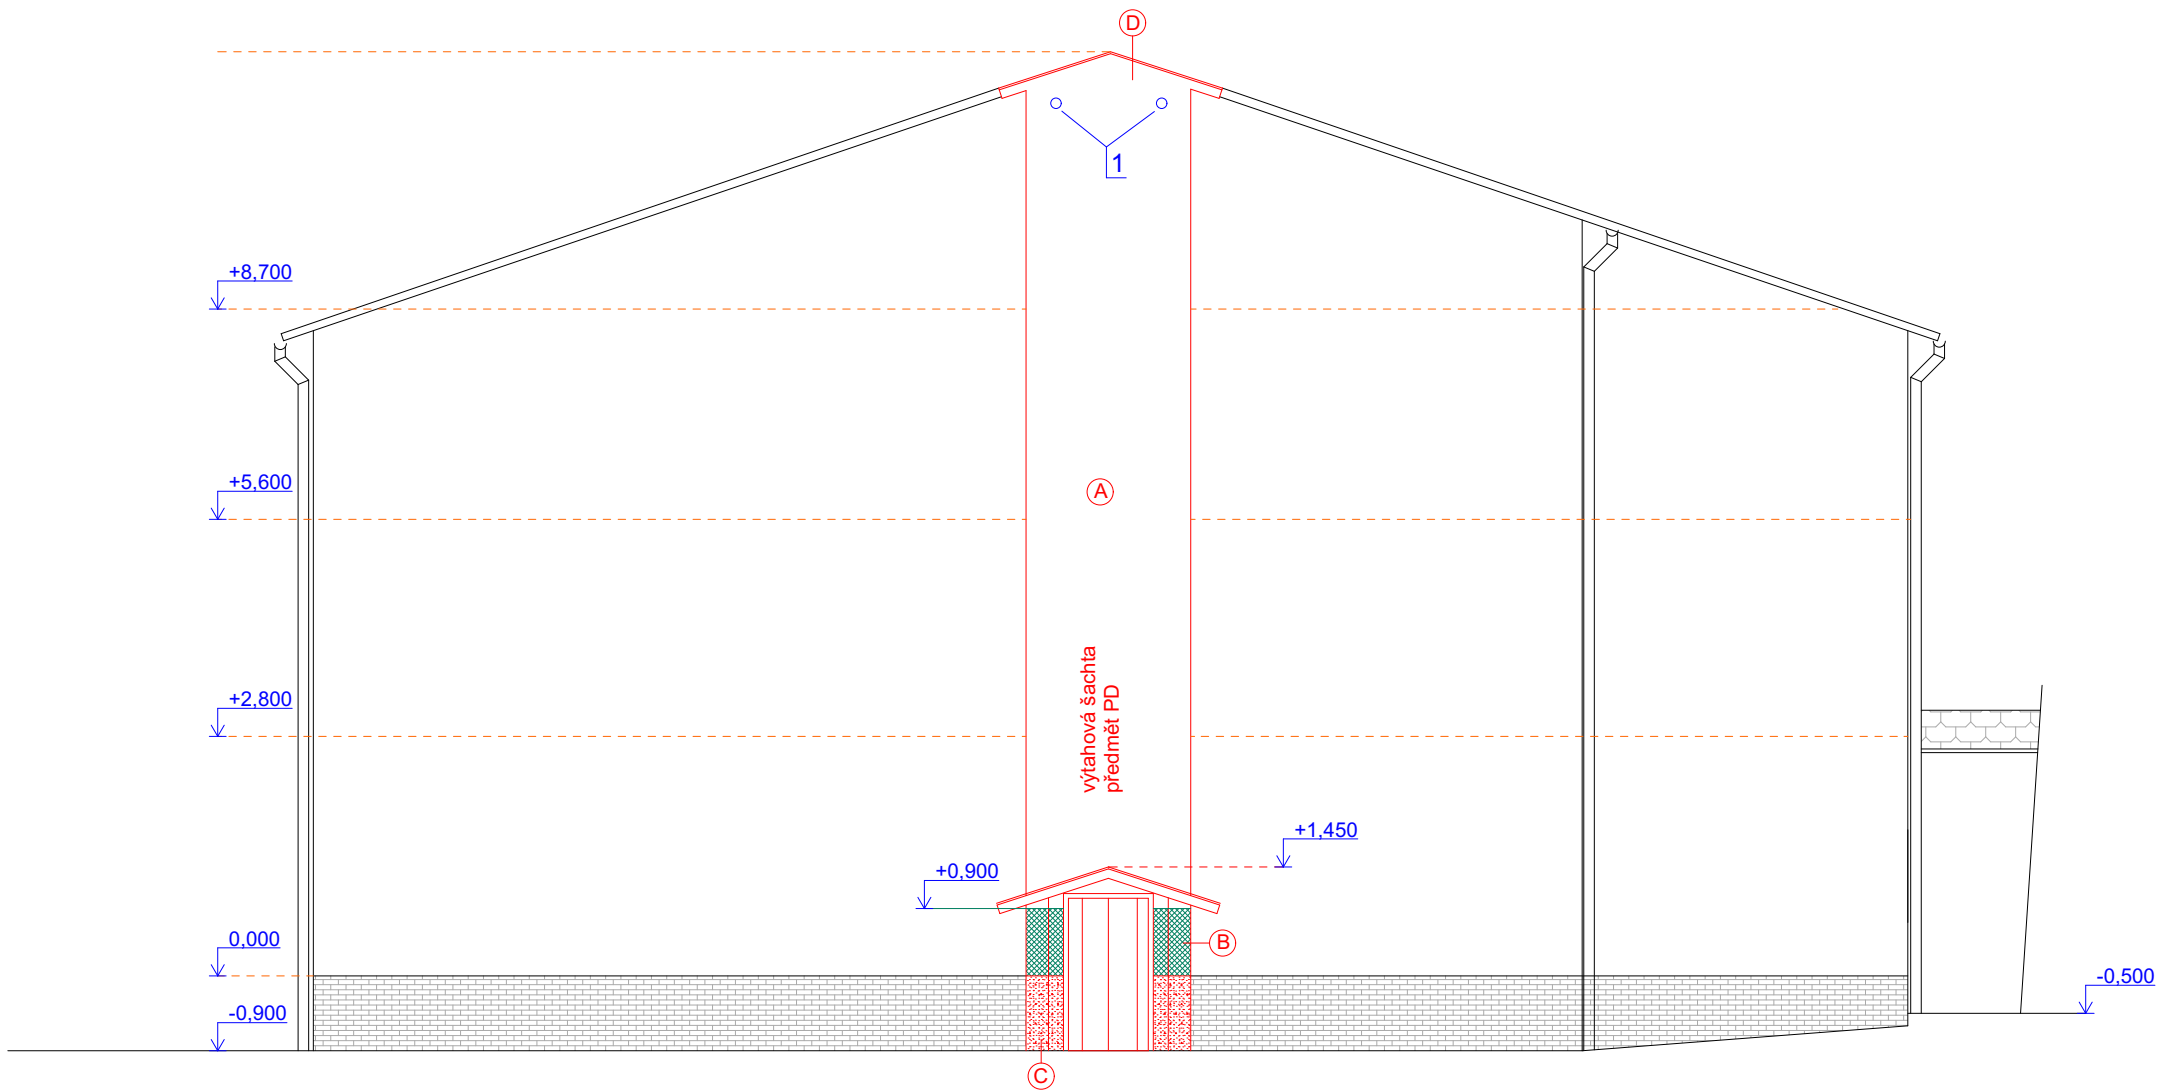 D
1
+8,700
+5,600
A
výtahová šachta
předmět PD
+2,800
+1,450
+0,900
0,000
B
-0,500
-0,900
C